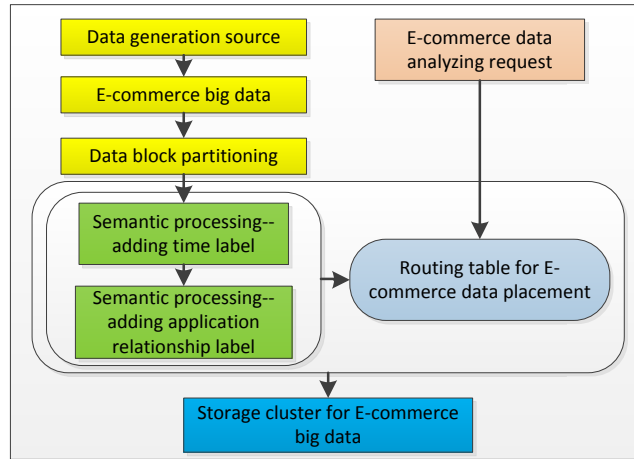 Data generation source
E-commerce data
analyzing request
E-commerce big data
Data block partitioning
Semantic processing--
adding time label
Semantic processing--
adding application
relationship label
Routing table for E-
commerce data placement
Storage cluster for E-commerce
big data